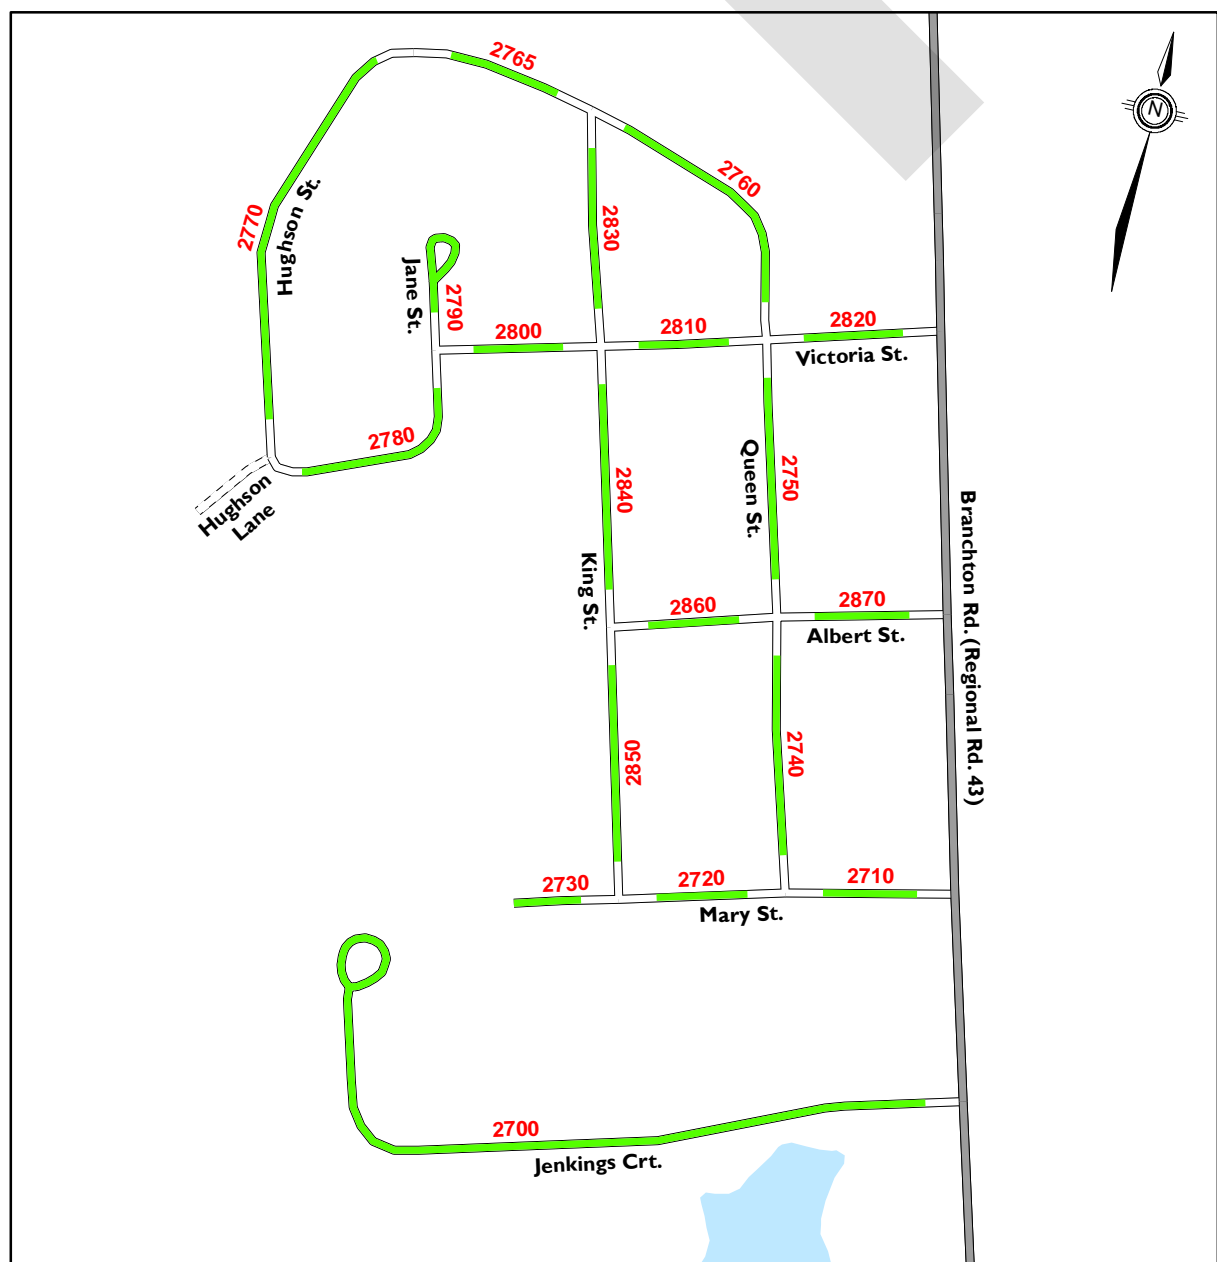 2765
N
2760
2770
Hughson St.
2830
Jane St.
2790
2800
2810
2820
Victoria St.
2780
Hughson
Lane
2840
Queen St.
2750
King St.
Branchton Rd. (Regional Rd. 43)
2860
2870
Albert St.
2850
2740
2730
2720
2710
Mary St.
2700
Jenkings Crt.